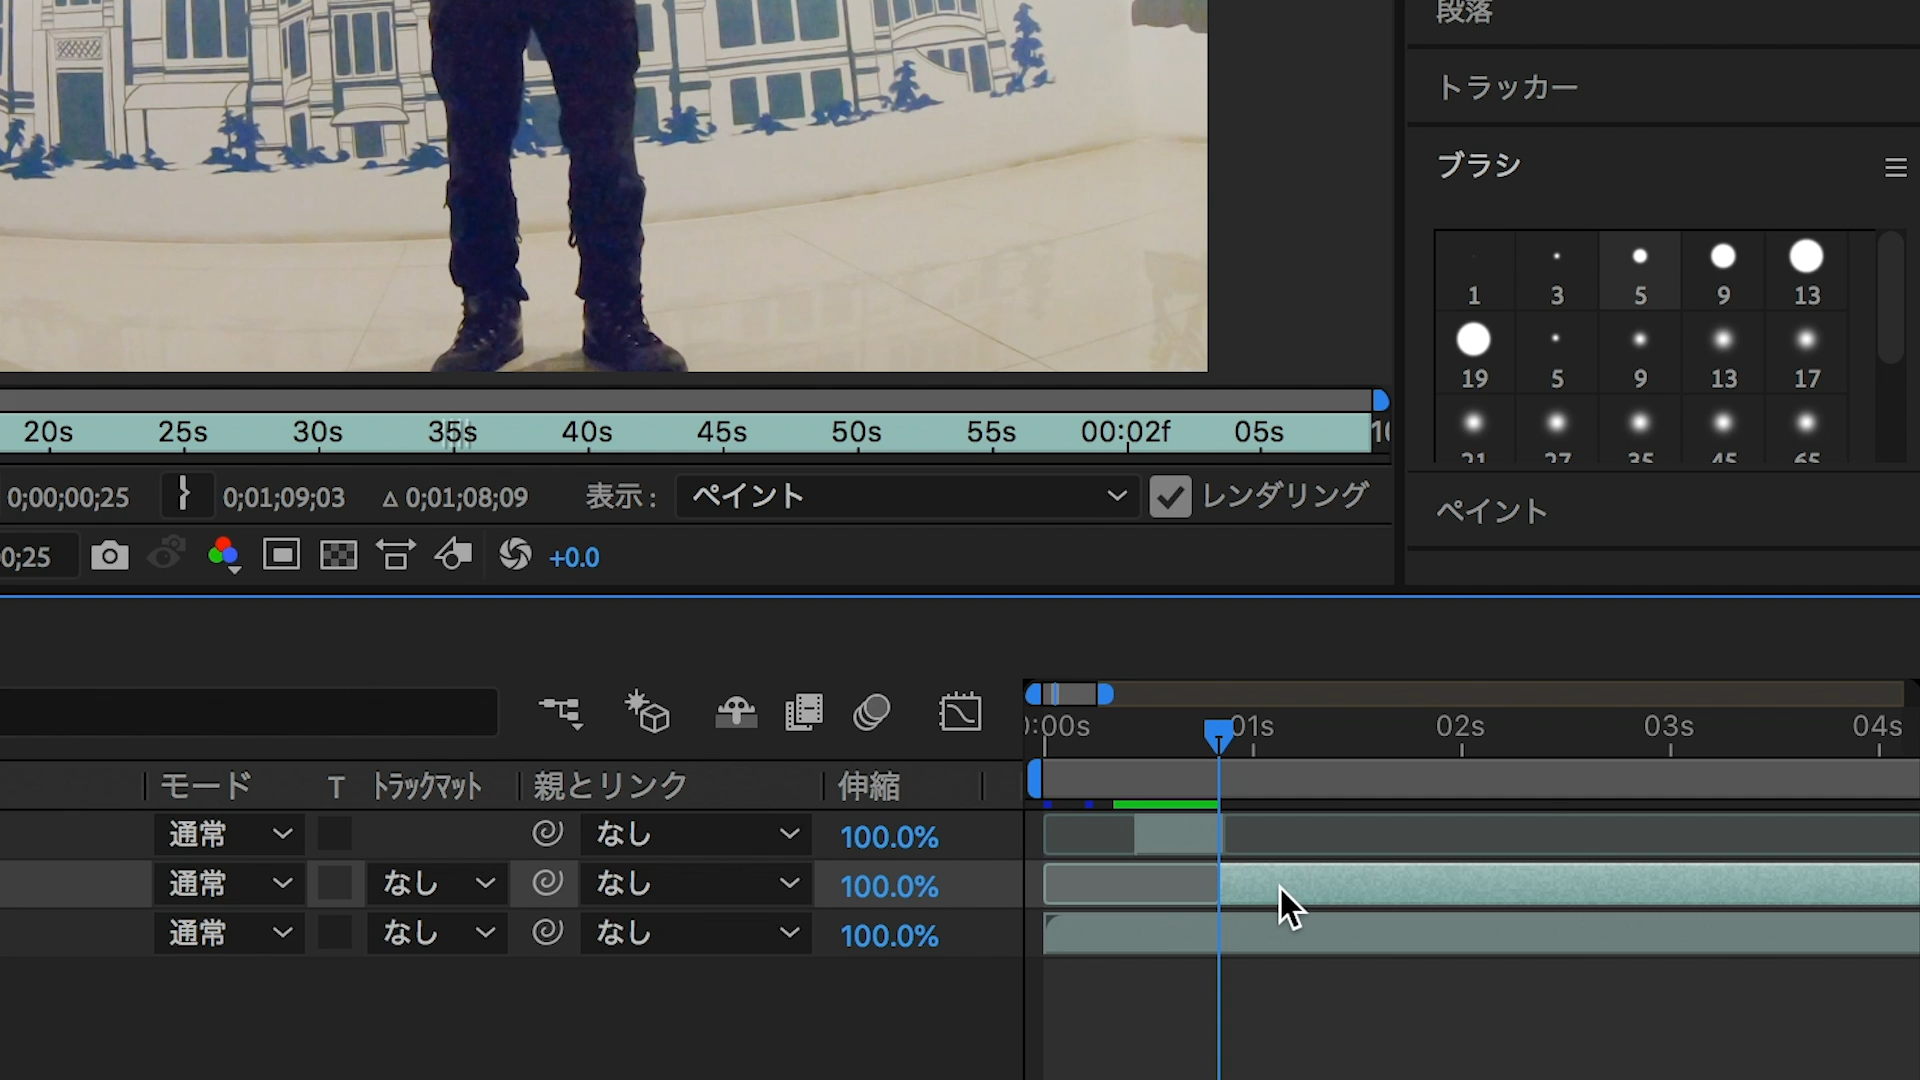 段落
トラッカー
ブラシ
1 3 5 9 13
19 5 9 13 17
21 27 35 45 65
20s 25s 30s 35s 40s 45s 50s 55s 00:02f 05s
0;00;00;25 0;01;09;03 Δ 0;01;08;09 表示: ペイント レンダリング
ペイント
0;25 +0.0
:00s 01s 02s 03s 04s
モード T トラックマット 親とリンク 伸縮
通常 なし 100.0%
通常 なし なし 100.0%
通常 なし なし 100.0%